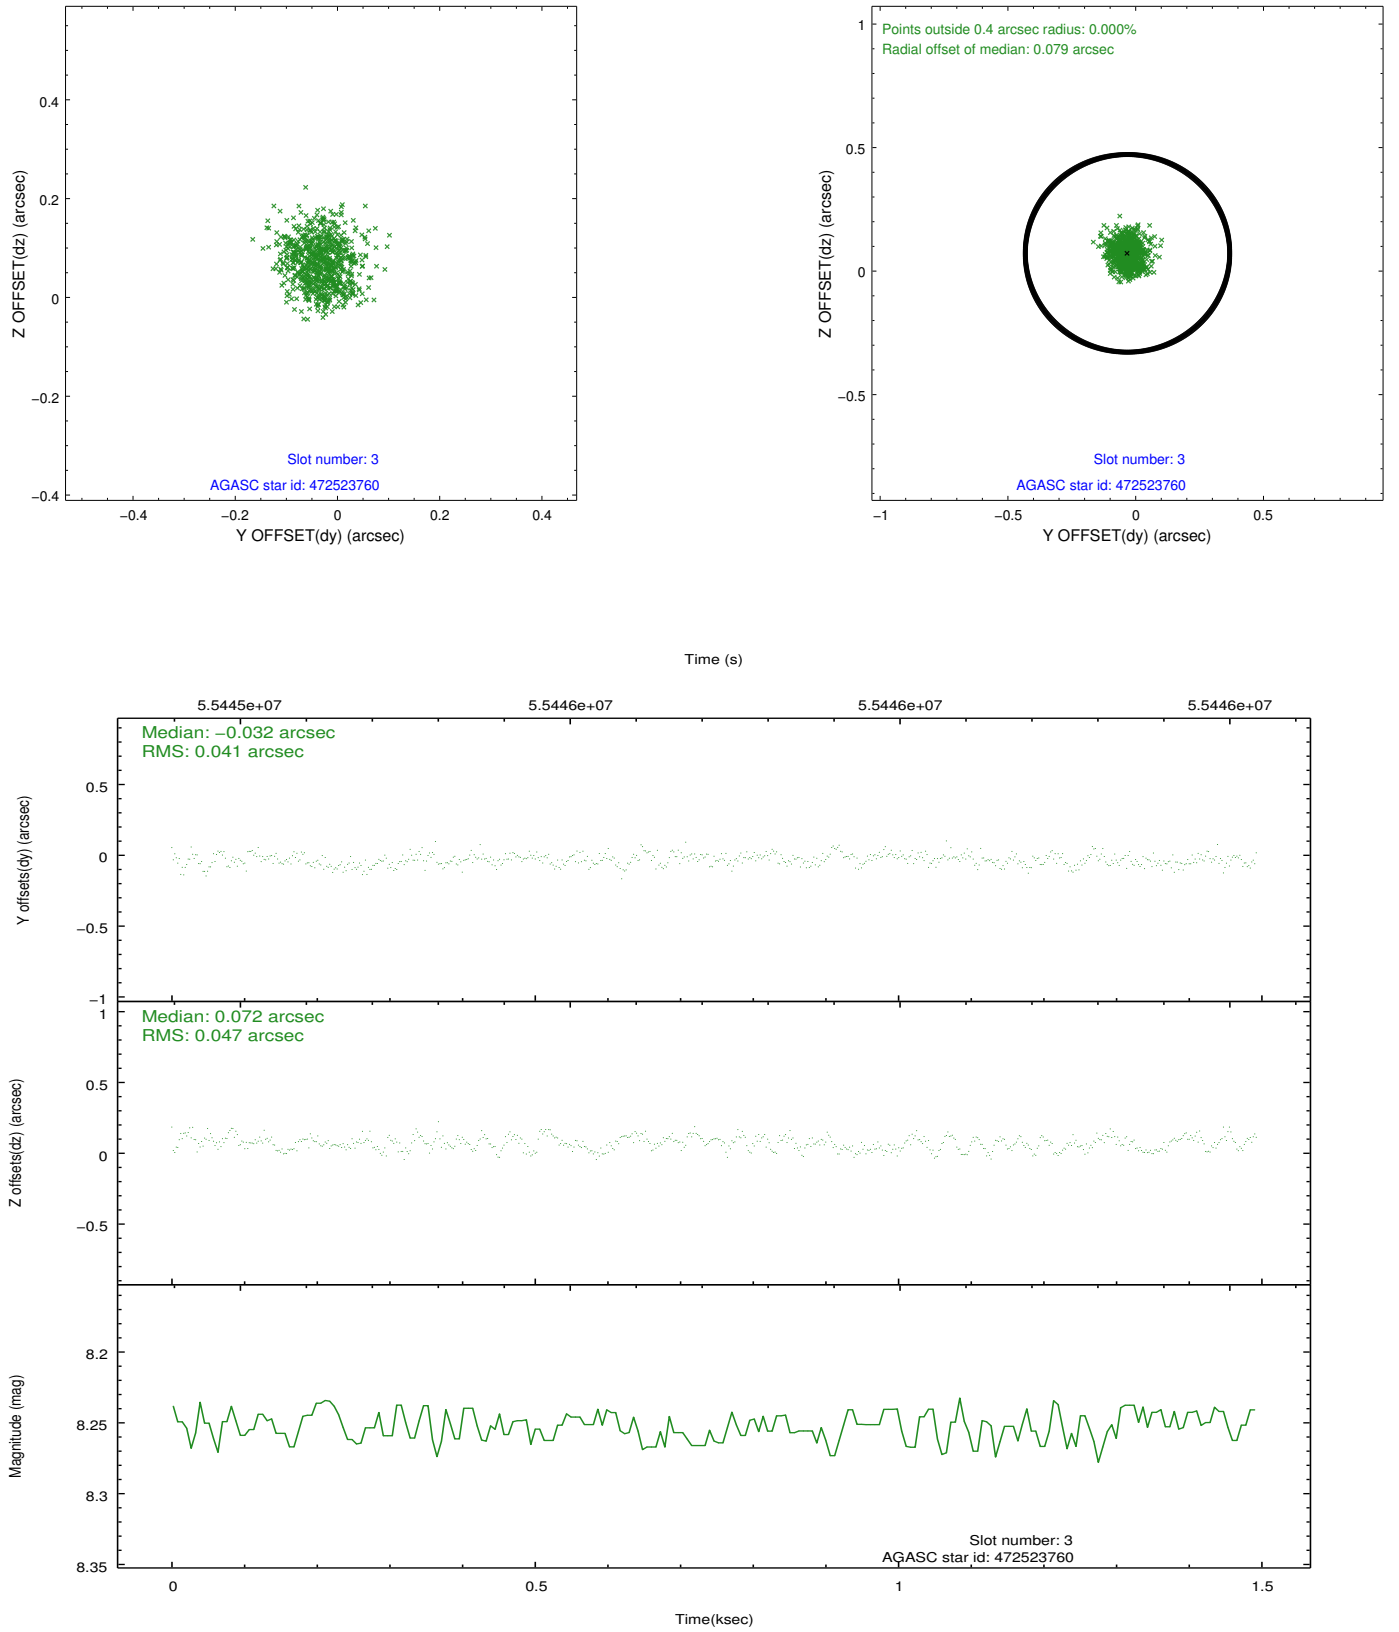 0.4
0.2
0
−0.2
−0.4
Z OFFSET(dz) (arcsec)
Slot number: 3
AGASC star id: 472523760
−0.4
−0.2
0
0.2
0.4
Y OFFSET(dy) (arcsec)
Points outside 0.4 arcsec radius: 0.000%
Radial offset of median: 0.079 arcsec
1
0.5
0
−0.5
Z OFFSET(dz) (arcsec)
Slot number: 3
AGASC star id: 472523760
−1
−0.5
0
0.5
Y OFFSET(dy) (arcsec)
Time (s)
5.5445e+07
5.5446e+07
5.5446e+07
5.5446e+07
Median: −0.032 arcsec
RMS: 0.041 arcsec
0.5
0
−0.5
−1
Y offsets(dy) (arcsec)
Median: 0.072 arcsec
RMS: 0.047 arcsec
1
0.5
0
−0.5
Z offsets(dz) (arcsec)
8.2
8.25
8.3
8.35
Magnitude (mag)
Slot number: 3
AGASC star id: 472523760
0
0.5
1
1.5
Time(ksec)